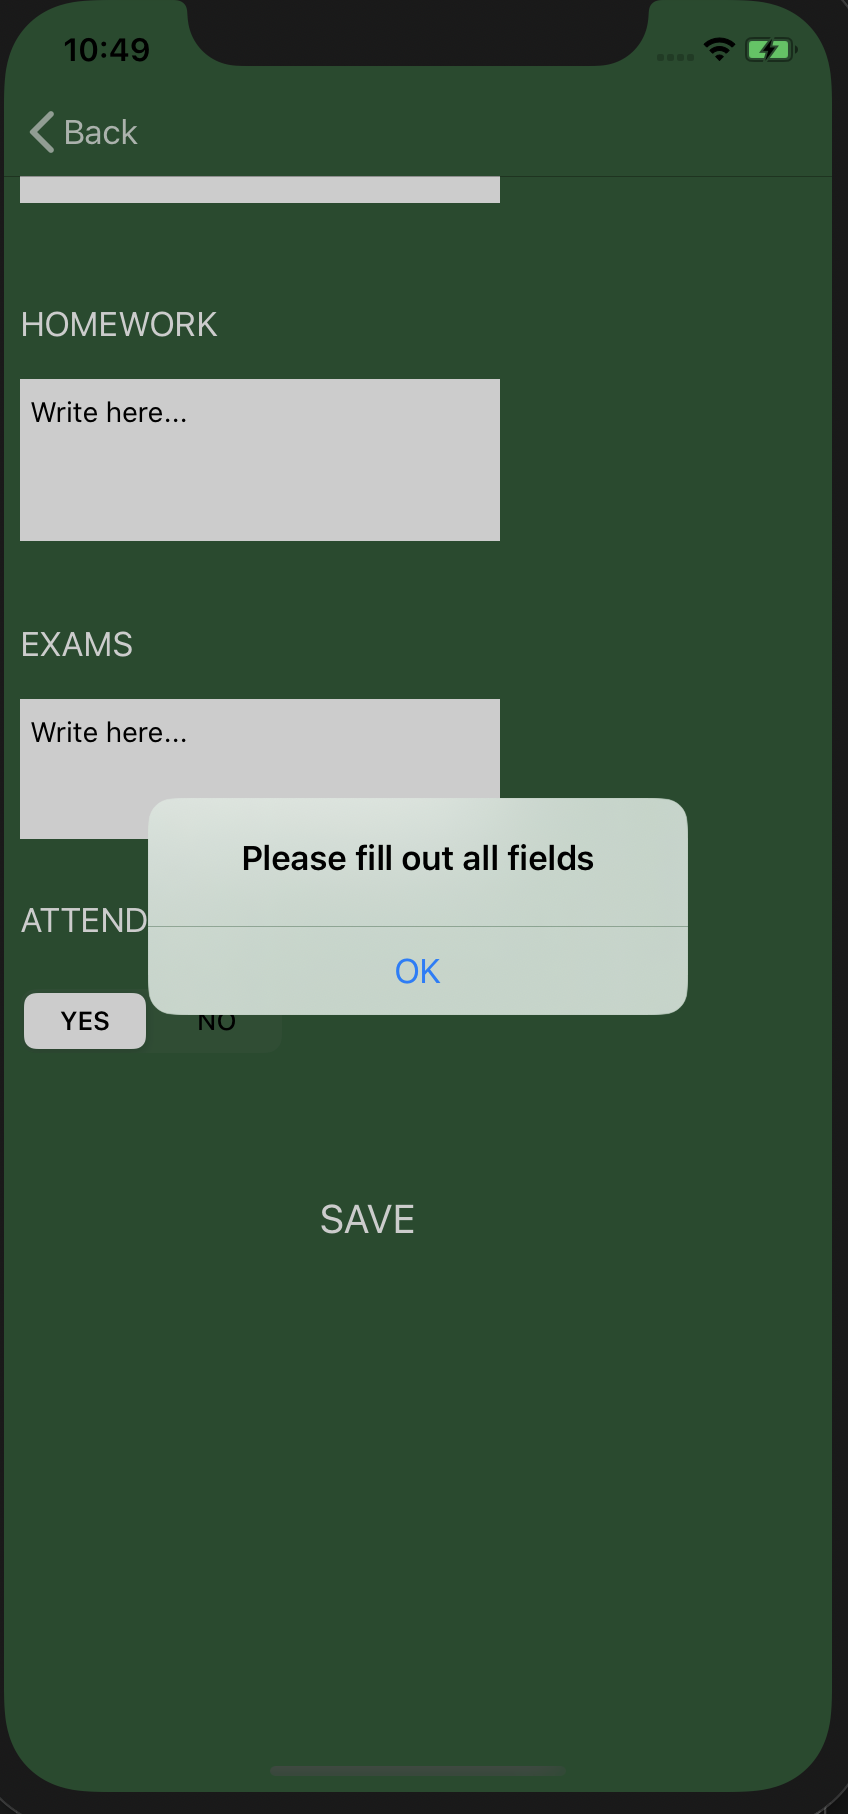 10:49
Back
HOMEWORK
Write here...
EXAMS
Write here...
Please fill out all fields
OK
ATTEND
YES
NO
SAVE